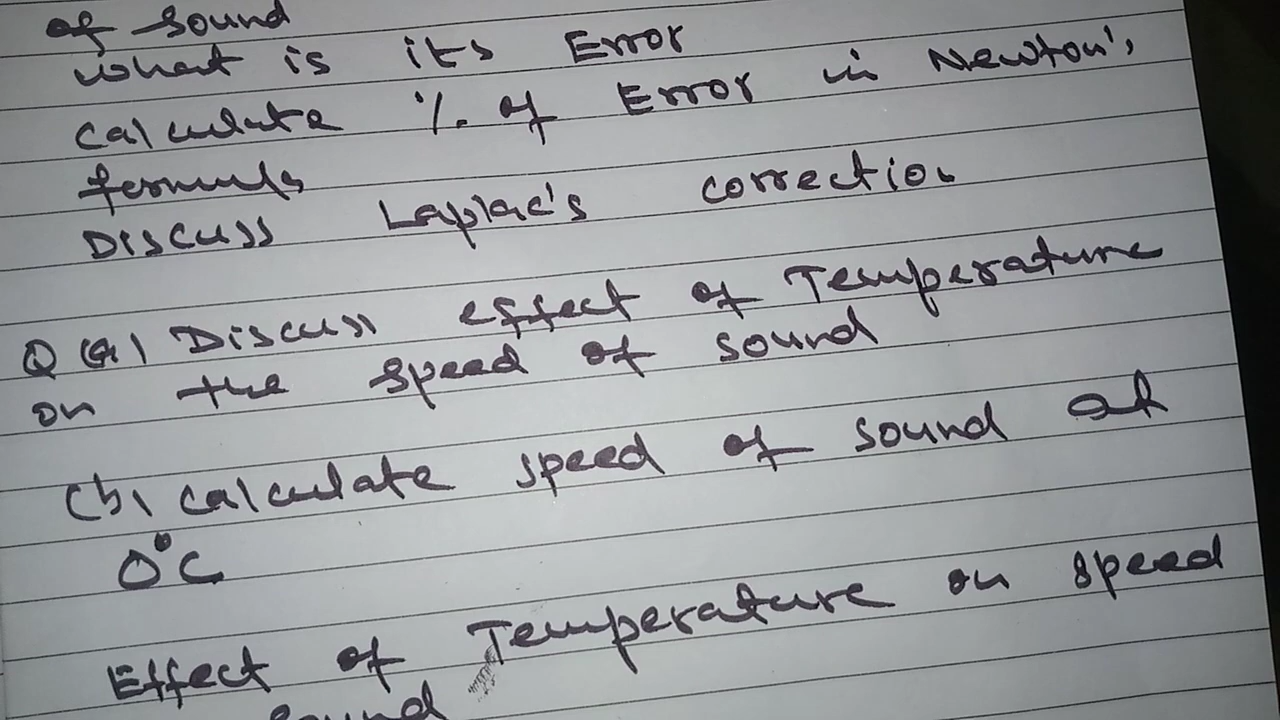 of sound
what is its Error
calculate %. of Error in Newton's
formula
Discuss Laplac's correction
Q (a) Discuss effect of Temperature
on the speed of sound
(b) calculate speed of sound at
0°C
Effect of Temperature on speed
sound